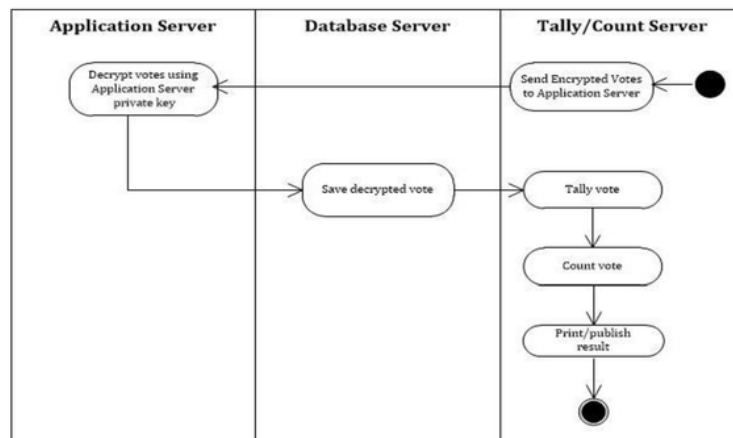 Application Server
Database Server
Tally/Count Server
Decrypt votes using
Application Server
private key
Send Encrypted Votes
to Application Server
Save decrypted vote
Tally vote
Count vote
Print/publish
result